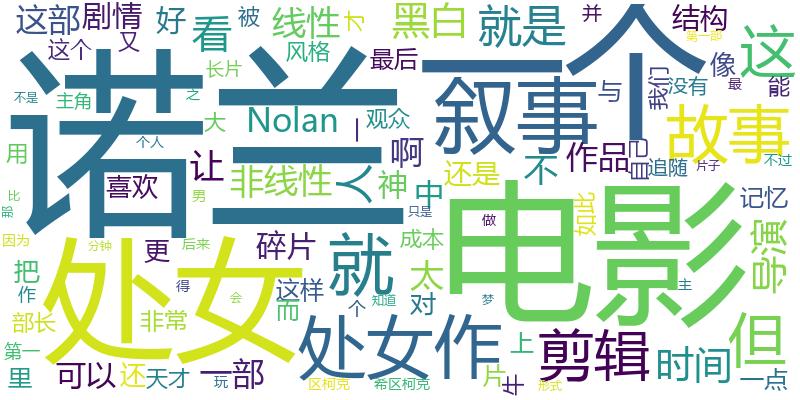 这部 剧情 又 好 看 被 线性 才 黑白 就是 一个 并 结构 第一部
这个 风格 最后 像 这
诺兰 长片 叙事 与 我们 没有 最 能
不是 主角 之 Nolan 观众 故事
大 一 啊 作品 自己 追随 片子 不过
用 个人 让 非线性 人 神 中 还是 不
喜欢 男 电影 如此 记忆
比 处女 更 碎片 就 成本 做 导演
因为 分钟 后来 只是
把 得 这样 太 对 但
作 会 而 个 知道 梦 主
部长 非常 处女作 上 剪辑 时间
第一 还 天才 一部 片 牛
里 可以 玩 区柯克 希区柯克 形式 一点